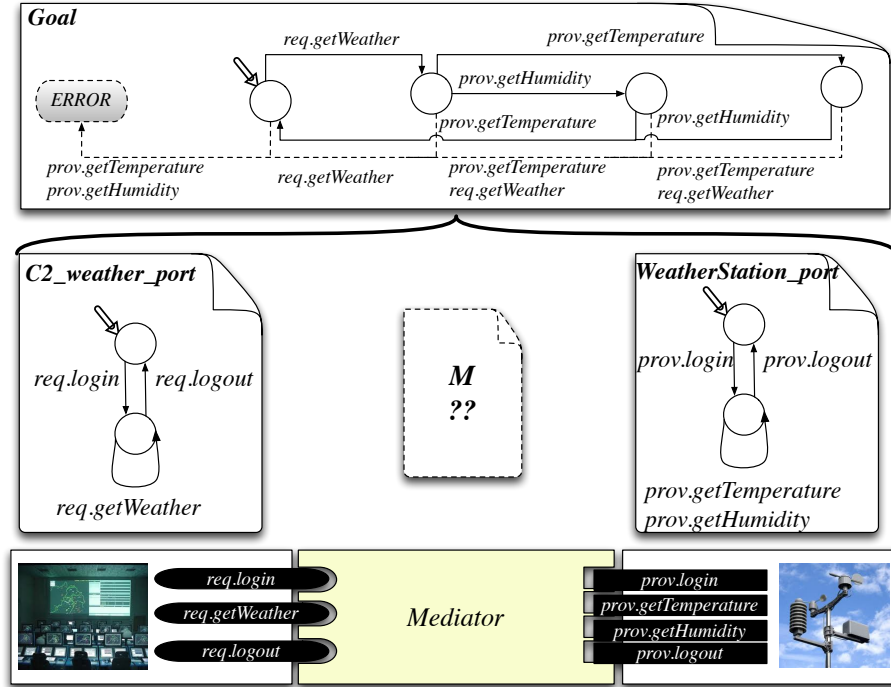 Goal
req.getWeather
prov.getTemperature
prov.getHumidity
ERROR
prov.getTemperature
prov.getHumidity
prov.getTemperature
prov.getHumidity
req.getWeather
prov.getTemperature
req.getWeather
prov.getTemperature
req.getWeather
C2_weather_port
WeatherStation_port
req.login
req.logout
M
??
prov.login
prov.logout
req.getWeather
prov.getTemperature
prov.getHumidity
req.login
req.getWeather
req.logout
Mediator
prov.login
prov.getTemperature
prov.getHumidity
prov.logout